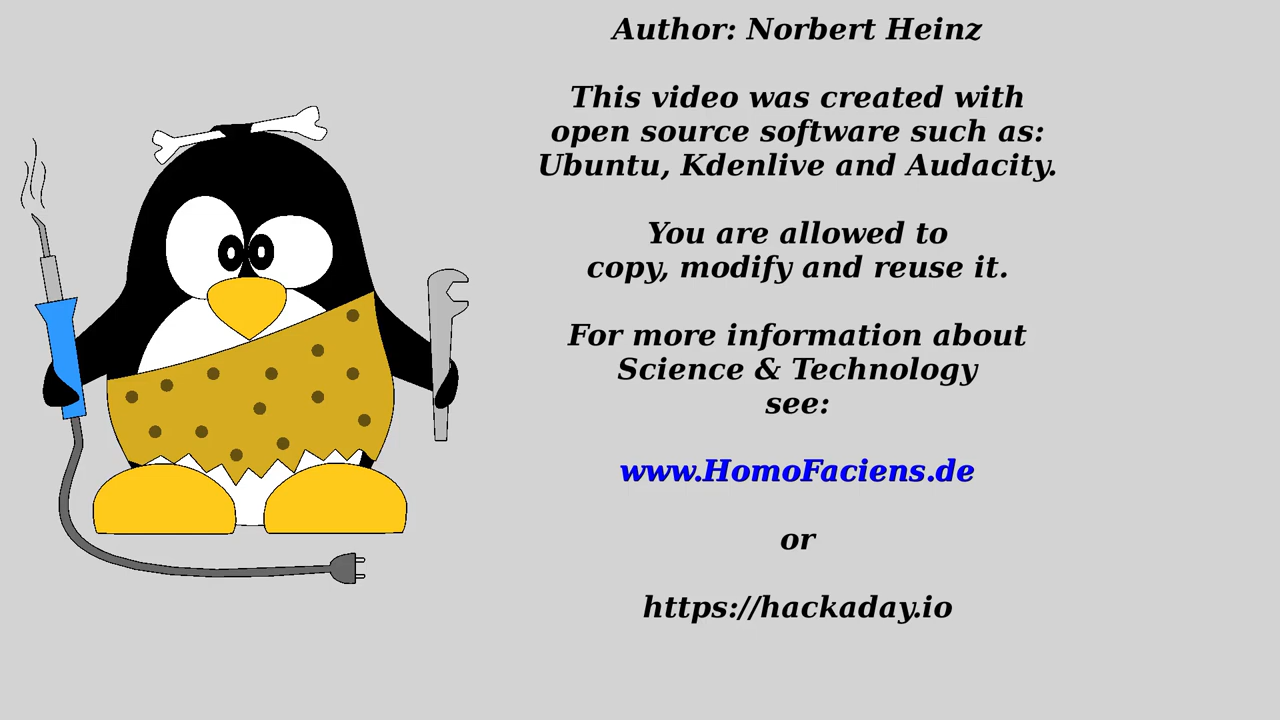 Author: Norbert Heinz
This video was created with
open source software such as:
Ubuntu, Kdenlive and Audacity.
You are allowed to
copy, modify and reuse it.
For more information about
Science & Technology
see:
www.HomoFaciens.de
or
https://hackaday.io